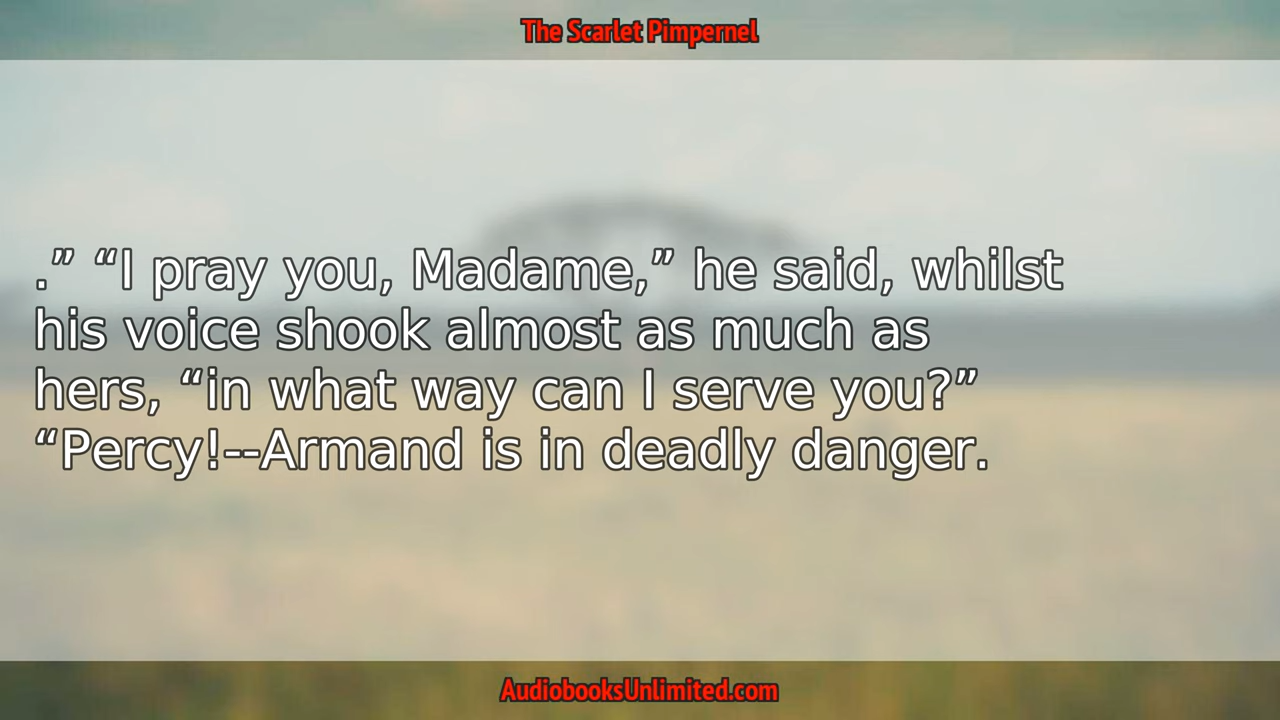 The Scarlet Pimpernel
.” “I pray you, Madame,” he said, whilst
his voice shook almost as much as
hers, “in what way can I serve you?”
“Percy!--Armand is in deadly danger.
AudiobooksUnlimited.com